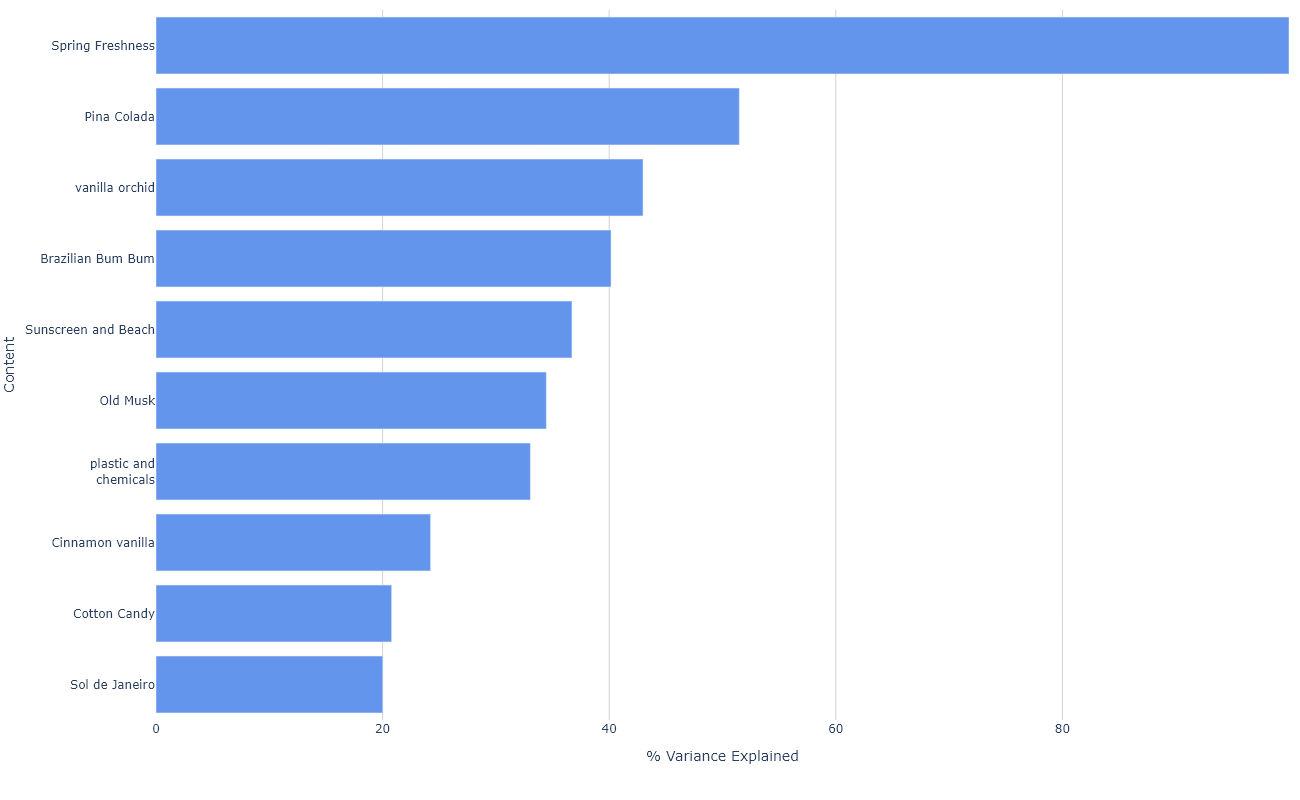 Spring Freshness
Pina Colada
vanilla orchid
Brazilian Bum Bum
Sunscreen and Beach
Old Musk
plastic and
chemicals
Cinnamon vanilla
Cotton Candy
Sol de Janeiro
Content
0 20 40 60 80
% Variance Explained